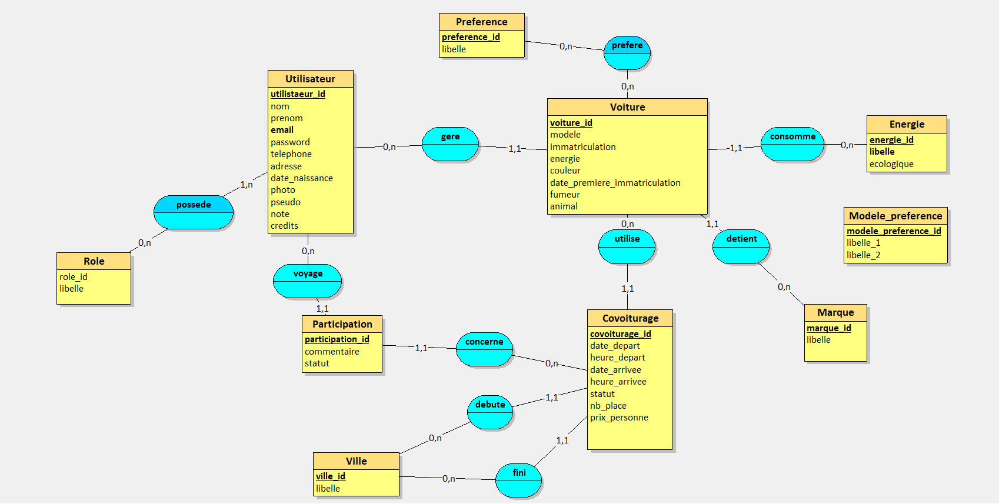 Preference
preference_id
libelle
0,n
prefere
0,n
Utilisateur
utilistaeur_id
nom
prenom
email
password
telephone
adresse
date_naissance
photo
pseudo
note
credits
0,n
gere
1,1
Voiture
voiture_id
modele
immatriculation
energie
couleur
date_premiere_immatriculation
fumeur
animal
1,1
consomme
0,n
Energie
energie_id
libelle
ecologique
1,n
possede
0,n
Role
role_id
libelle
0,n
voyage
1,1
0,n
utilise
1,1
1,1
detient
0,n
Modele_preference
modele_preference_id
libelle_1
libelle_2
Marque
marque_id
libelle
Participation
participation_id
commentaire
statut
1,1
concerne
0,n
Covoiturage
covoiturage_id
date_depart
heure_depart
date_arrivee
heure_arrivee
statut
nb_place
prix_personne
1,1
debute
0,n
1,1
fini
0,n
Ville
ville_id
libelle